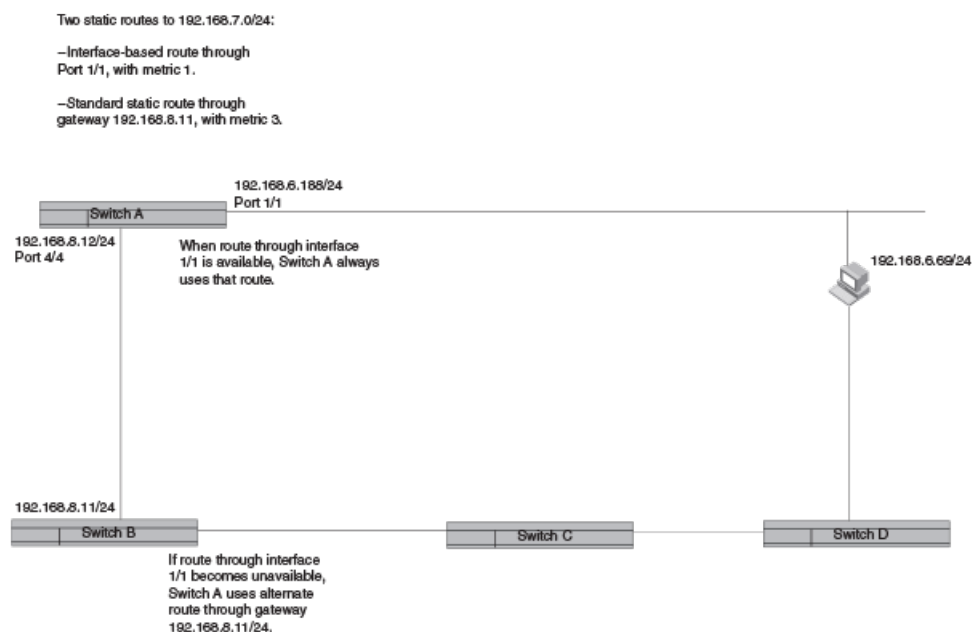 Two static routes to 192.168.7.0/24:
–Interface-based route through
Port 1/1, with metric 1.
–Standard static route through
gateway 192.168.8.11, with metric 3.
192.168.6.188/24
Port 1/1
Switch A
192.168.8.12/24
Port 4/4
When route through interface
1/1 is available, Switch A always
uses that route.
192.168.6.69/24
192.168.8.11/24
Switch B
Switch C
Switch D
If route through interface
1/1 becomes unavailable,
Switch A uses alternate
route through gateway
192.168.8.11/24.